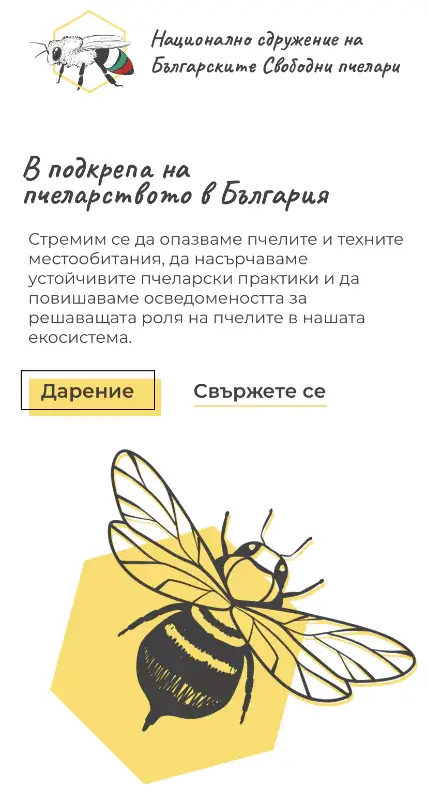 Национално сдружение на
Българските Свободни пчелари
В подкрепа на
пчеларството в България
Стремим се да опазваме пчелите и техните
местообитания, да насърчаваме
устойчивите пчеларски практики и да
повишаваме осведомеността за
решаващата роля на пчелите в нашата
екосистема.
Дарение
Свържете се